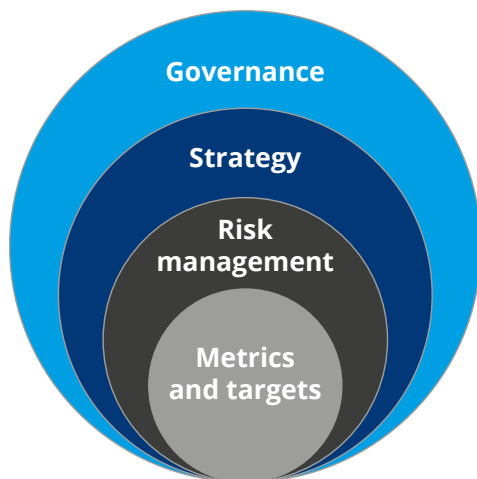 Governance
Strategy
Risk
management
Metrics
and targets